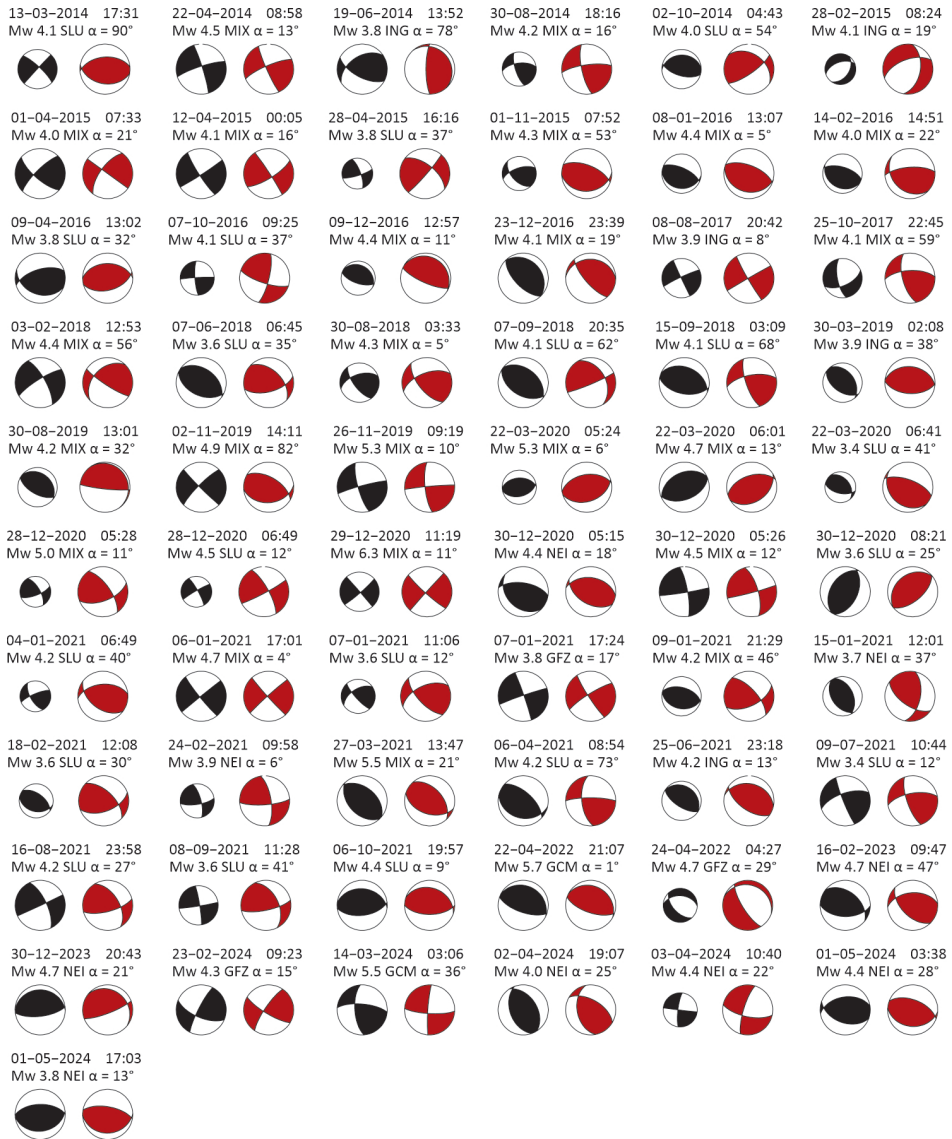 13−03−2014 17:31 22−04−2014 08:58 19−06−2014 13:52 30−08−2014 18:16 02−10−2014 04:43 28−02−2015 08:24
Mw 4.1 SLU α = 90° Mw 4.5 MIX α = 13° Mw 3.8 ING α = 78° Mw 4.2 MIX α = 16° Mw 4.0 SLU α = 54° Mw 4.1 ING α = 19°
01−04−2015 07:33 12−04−2015 00:05 28−04−2015 16:16 01−11−2015 07:52 08−01−2016 13:07 14−02−2016 14:51
Mw 4.0 MIX α = 21° Mw 4.1 MIX α = 16° Mw 3.8 SLU α = 37° Mw 4.3 MIX α = 53° Mw 4.4 MIX α = 5° Mw 4.0 MIX α = 22°
09−04−2016 13:02 07−10−2016 09:25 09−12−2016 12:57 23−12−2016 23:39 08−08−2017 20:42 25−10−2017 22:45
Mw 3.8 SLU α = 32° Mw 4.1 SLU α = 37° Mw 4.4 MIX α = 11° Mw 4.1 MIX α = 19° Mw 3.9 ING α = 8° Mw 4.1 MIX α = 59°
03−02−2018 12:53 07−06−2018 06:45 30−08−2018 03:33 07−09−2018 20:35 15−09−2018 03:09 30−03−2019 02:08
Mw 4.4 MIX α = 56° Mw 3.6 SLU α = 35° Mw 4.3 MIX α = 5° Mw 4.1 SLU α = 62° Mw 4.1 SLU α = 68° Mw 3.9 ING α = 38°
30−08−2019 13:01 02−11−2019 14:11 26−11−2019 09:19 22−03−2020 05:24 22−03−2020 06:01 22−03−2020 06:41
Mw 4.2 MIX α = 32° Mw 4.9 MIX α = 82° Mw 5.3 MIX α = 10° Mw 5.3 MIX α = 6° Mw 4.7 MIX α = 13° Mw 3.4 SLU α = 41°
28−12−2020 05:28 28−12−2020 06:49 29−12−2020 11:19 30−12−2020 05:15 30−12−2020 05:26 30−12−2020 08:21
Mw 5.0 MIX α = 11° Mw 4.5 SLU α = 12° Mw 6.3 MIX α = 11° Mw 4.4 NEI α = 18° Mw 4.5 MIX α = 12° Mw 3.6 SLU α = 25°
04−01−2021 06:49 06−01−2021 17:01 07−01−2021 11:06 07−01−2021 17:24 09−01−2021 21:29 15−01−2021 12:01
Mw 4.2 SLU α = 40° Mw 4.7 MIX α = 4° Mw 3.6 SLU α = 12° Mw 3.8 GFZ α = 17° Mw 4.2 MIX α = 46° Mw 3.7 NEI α = 37°
18−02−2021 12:08 24−02−2021 09:58 27−03−2021 13:47 06−04−2021 08:54 25−06−2021 23:18 09−07−2021 10:44
Mw 3.6 SLU α = 30° Mw 3.9 NEI α = 6° Mw 5.5 MIX α = 21° Mw 4.2 SLU α = 73° Mw 4.2 ING α = 13° Mw 3.4 SLU α = 12°
16−08−2021 23:58 08−09−2021 11:28 06−10−2021 19:57 22−04−2022 21:07 24−04−2022 04:27 16−02−2023 09:47
Mw 4.2 SLU α = 27° Mw 3.6 SLU α = 41° Mw 4.4 SLU α = 9° Mw 5.7 GCM α = 1° Mw 4.7 GFZ α = 29° Mw 4.7 NEI α = 47°
30−12−2023 20:43 23−02−2024 09:23 14−03−2024 03:06 02−04−2024 19:07 03−04−2024 10:40 01−05−2024 03:38
Mw 4.7 NEI α = 21° Mw 4.3 GFZ α = 15° Mw 5.5 GCM α = 36° Mw 4.0 NEI α = 25° Mw 4.4 NEI α = 22° Mw 4.4 NEI α = 28°
01−05−2024 17:03
Mw 3.8 NEI α = 13°